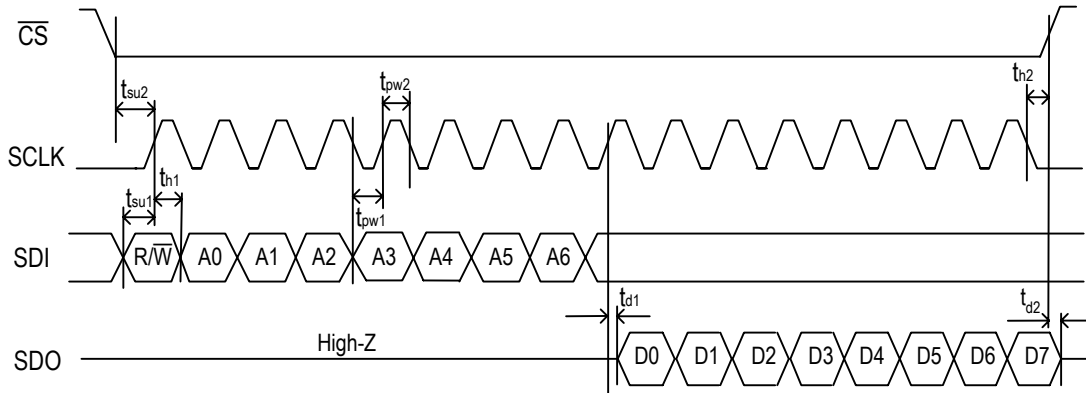 C̅S̅
tsu2
tpw2
th2
SCLK
tsu1
th1
tpw1
SDI
R/W̅ A0 A1 A2 A3 A4 A5 A6
td1
td2
SDO
High-Z
D0 D1 D2 D3 D4 D5 D6 D7